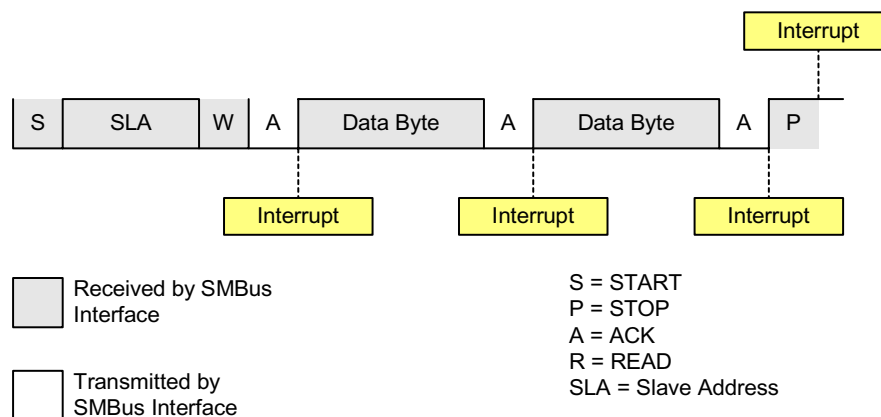 Interrupt
S SLA W A Data Byte A Data Byte A P
Interrupt Interrupt Interrupt
Received by SMBus
Interface
Transmitted by
SMBus Interface
S = START
P = STOP
A = ACK
R = READ
SLA = Slave Address